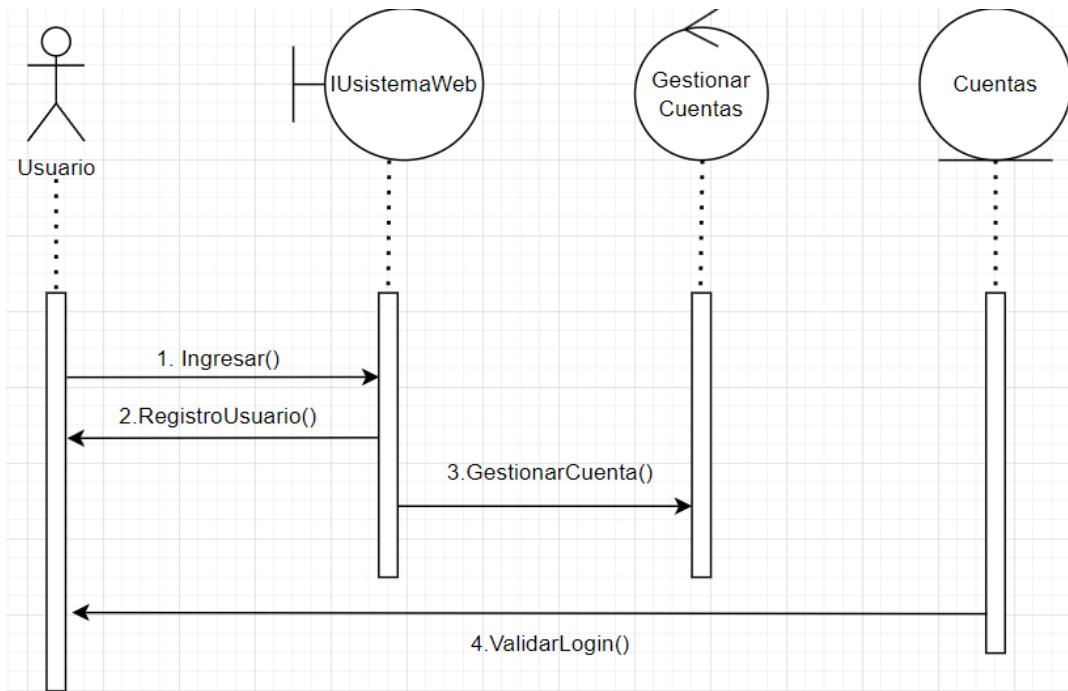 IUsistemaWeb
Gestionar
Cuentas
Cuentas
Usuario
1. Ingresar()
2.RegistroUsuario()
3.GestionarCuenta()
4.ValidarLogin()